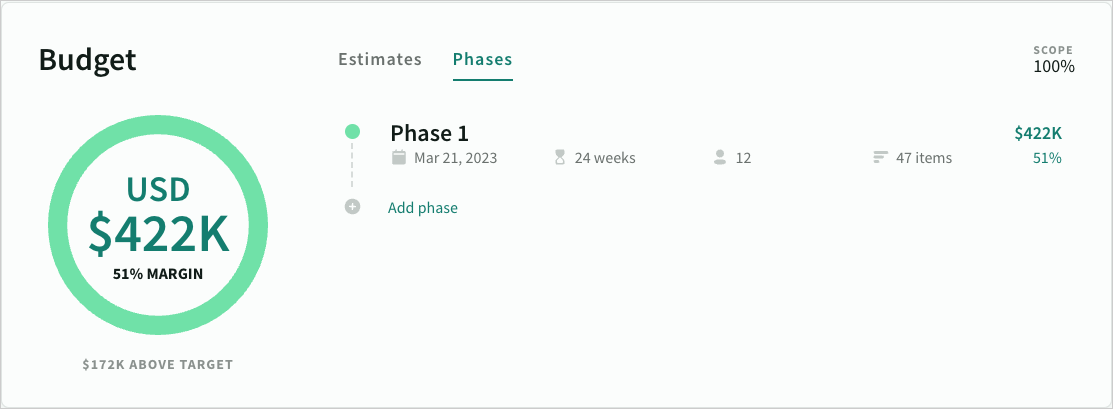 Budget
Estimates Phases
SCOPE
100%
USD
$422K
51% MARGIN
$172K ABOVE TARGET
Phase 1 $422K
Mar 21, 2023 24 weeks 12 47 items 51%
Add phase